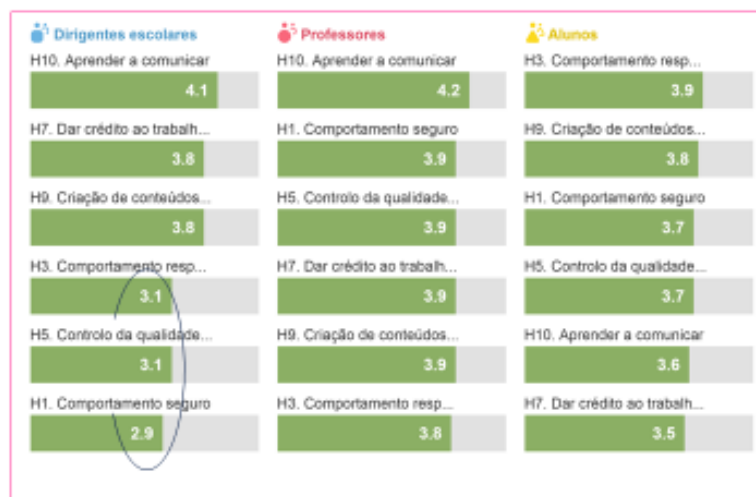 Dirigentes escolares
H10. Aprender a comunicar
4.1
H7. Dar crédito ao trabalh...
3.8
H9. Criação de conteúdos...
3.8
H3. Comportamento resp...
3.1
H5. Controlo da qualidade...
3.1
H1. Comportamento seguro
2.9
Professores
H10. Aprender a comunicar
4.2
H1. Comportamento seguro
3.9
H5. Controlo da qualidade...
3.9
H7. Dar crédito ao trabalh...
3.9
H9. Criação de conteúdos...
3.9
H3. Comportamento resp...
3.8
Alunos
H3. Comportamento resp...
3.9
H9. Criação de conteúdos...
3.8
H1. Comportamento seguro
3.7
H5. Controlo da qualidade...
3.7
H10. Aprender a comunicar
3.6
H7. Dar crédito ao trabalh...
3.5